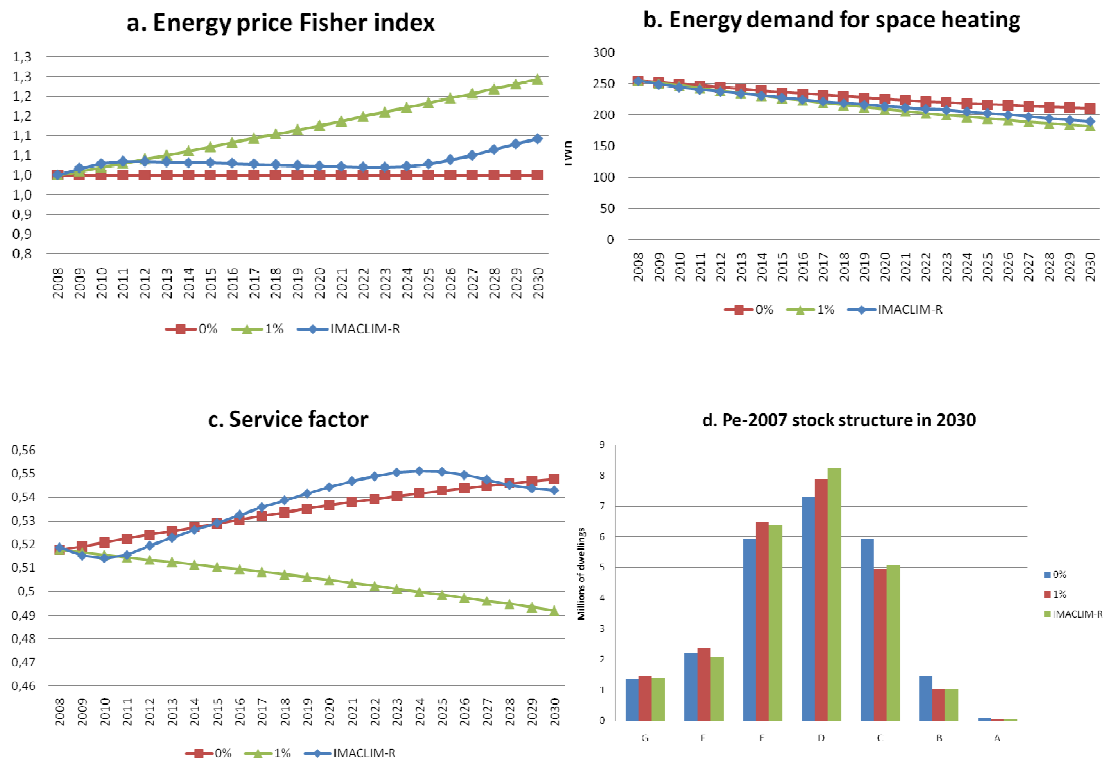 a. Energy price Fisher index
1,3
1,3
1,2
1,2
1,1
1,1
1,0
1,0
0,9
0,9
0,8
2008 2009 2010 2011 2012 2013 2014 2015 2016 2017 2018 2019 2020 2021 2022 2023 2024 2025 2026 2027 2028 2029 2030
0% 1% IMACLIM-R
b. Energy demand for space heating
300
250
200
150
100
50
0
TWh
2008 2009 2010 2011 2012 2013 2014 2015 2016 2017 2018 2019 2020 2021 2022 2023 2024 2025 2026 2027 2028 2029 2030
0% 1% IMACLIM-R
c. Service factor
0,56
0,55
0,54
0,53
0,52
0,51
0,5
0,49
0,48
0,47
0,46
2008 2009 2010 2011 2012 2013 2014 2015 2016 2017 2018 2019 2020 2021 2022 2023 2024 2025 2026 2027 2028 2029 2030
0% 1% IMACLIM-R
d. Pe-2007 stock structure in 2030
9
8
7
6
5
4
3
2
1
0
Millions of dwellings
G F E D C B A
0%
1%
IMACLIM-R